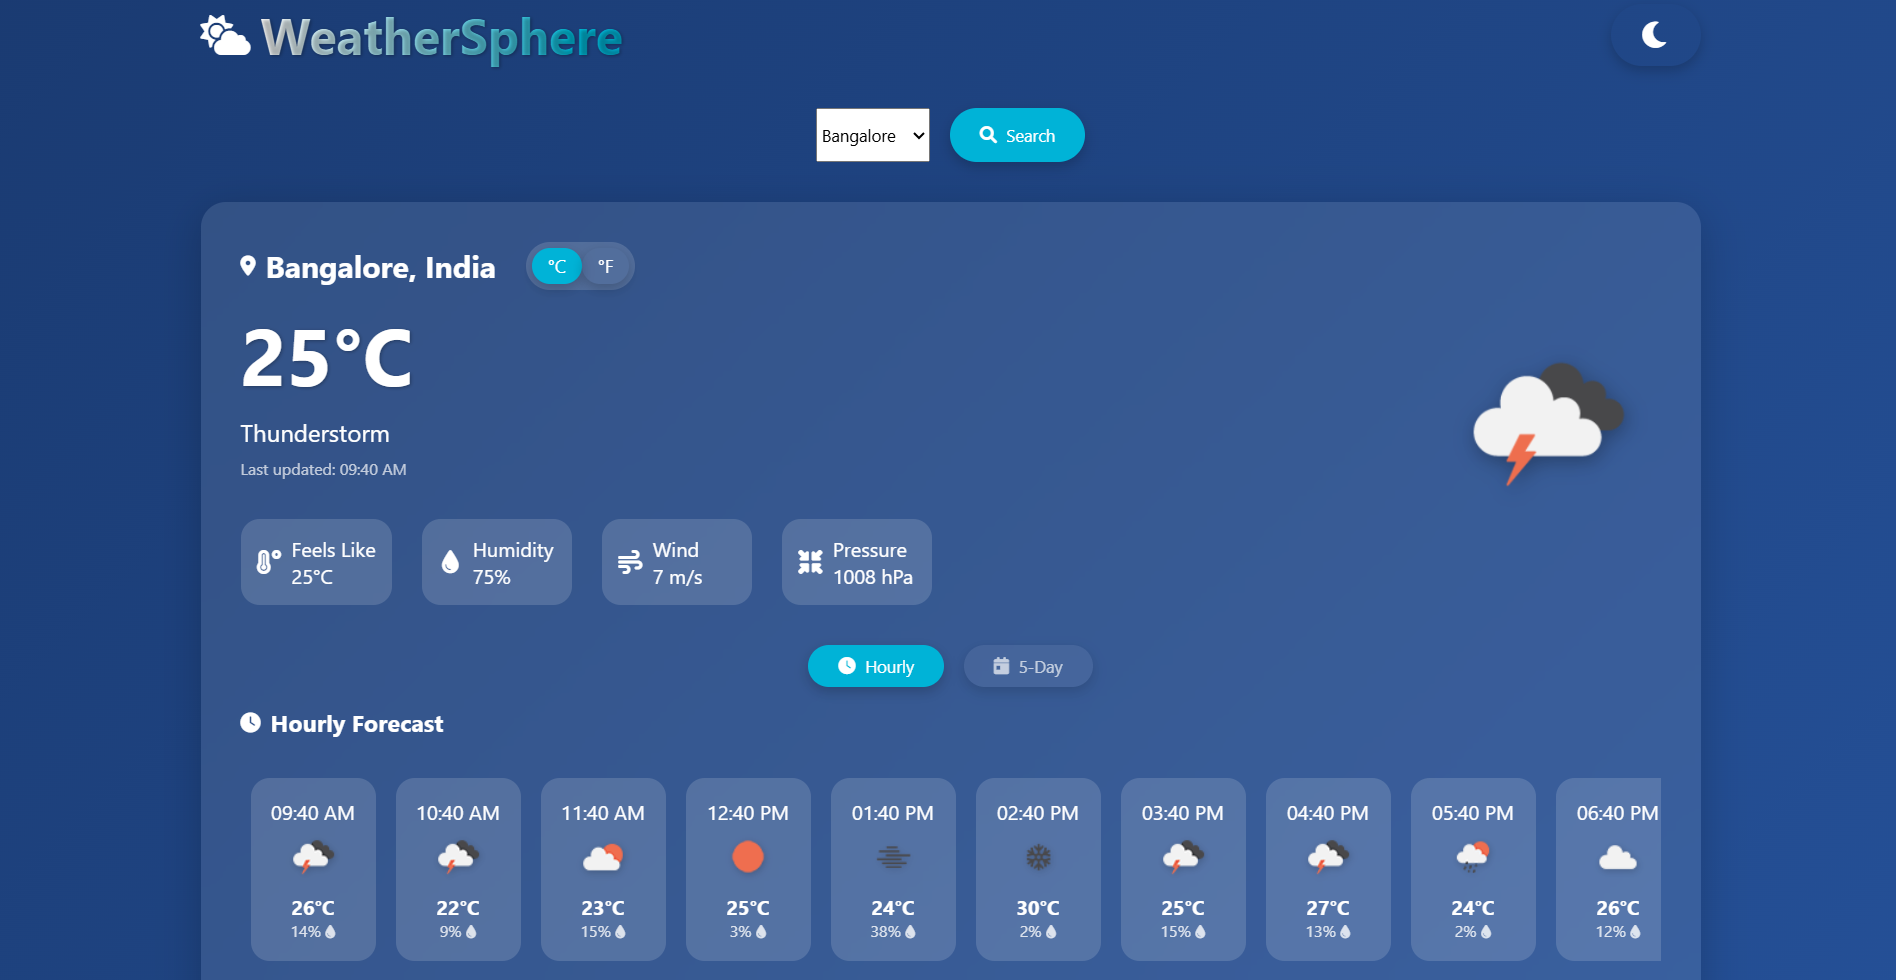 WeatherSphere
Bangalore
Search
Bangalore, India
°C °F
25°C
Thunderstorm
Last updated: 09:40 AM
Feels Like
25°C
Humidity
75%
Wind
7 m/s
Pressure
1008 hPa
Hourly
5-Day
Hourly Forecast
09:40 AM
26°C
14%
10:40 AM
22°C
9%
11:40 AM
23°C
15%
12:40 PM
25°C
3%
01:40 PM
24°C
38%
02:40 PM
30°C
2%
03:40 PM
25°C
15%
04:40 PM
27°C
13%
05:40 PM
24°C
2%
06:40 PM
26°C
12%